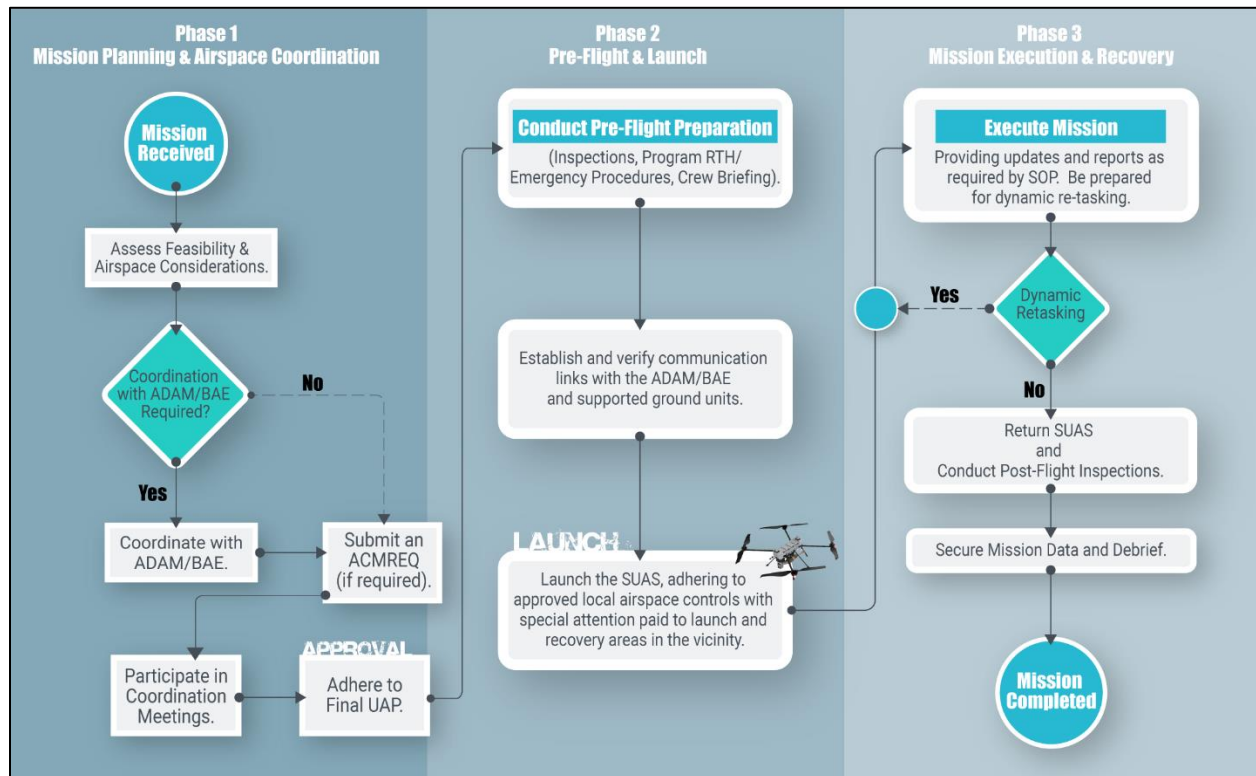 Phase 1
Mission Planning & Airspace Coordination
Mission
Received
Assess Feasibility &
Airspace Considerations.
Coordination
with ADAM/BAE
Required?
No
Yes
Coordinate with
ADAM/BAE.
Submit an
ACMREQ
(if required).
Participate in
Coordination
Meetings.
APPROVAL
Adhere to
Final UAP.
Phase 2
Pre-Flight & Launch
Conduct Pre-Flight Preparation
(Inspections, Program RTH/
Emergency Procedures, Crew Briefing).
Establish and verify communication
links with the ADAM/BAE
and supported ground units.
LAUNCH
Launch the SUAS, adhering to
approved local airspace controls with
special attention paid to launch and
recovery areas in the vicinity.
Phase 3
Mission Execution & Recovery
Execute Mission
Providing updates and reports as
required by SOP. Be prepared
for dynamic re-tasking.
Yes
Dynamic
Retasking
No
Return SUAS
and
Conduct Post-Flight Inspections.
Secure Mission Data and Debrief.
Mission
Completed